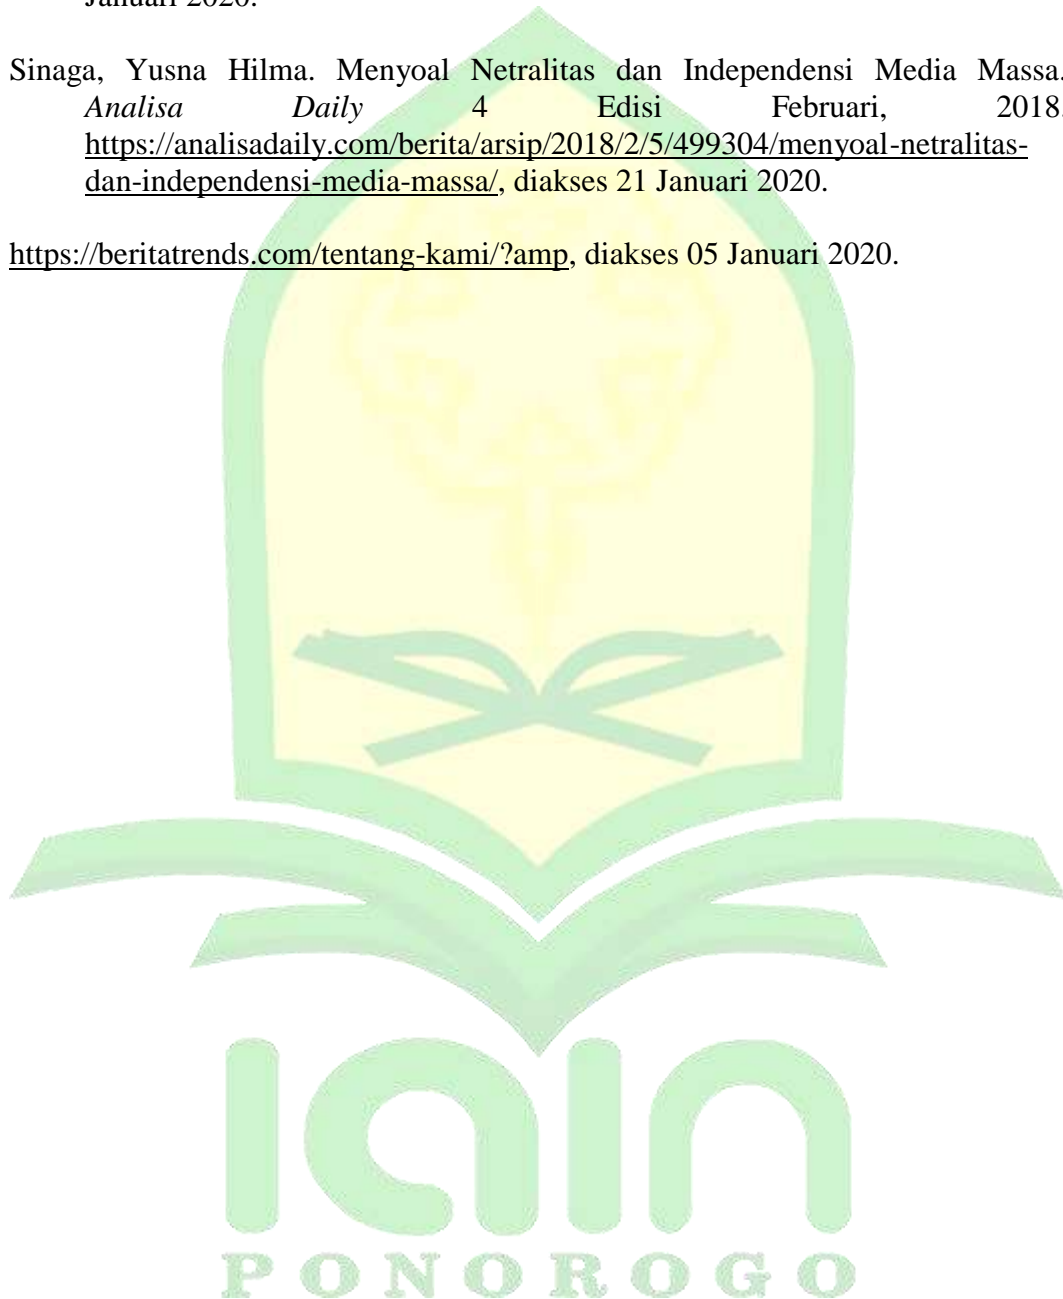 Januari 2020.
Sinaga, Yusna Hilma. Menyoal Netralitas dan Independensi Media Massa.
Analisa Daily 4 Edisi Februari, 2018.
https://analisadaily.com/berita/arsip/2018/2/5/499304/menyoal-netralitas-
dan-independensi-media-massa/, diakses 21 Januari 2020.
https://beritatrends.com/tentang-kami/?amp, diakses 05 Januari 2020.
iain
PONOROGO